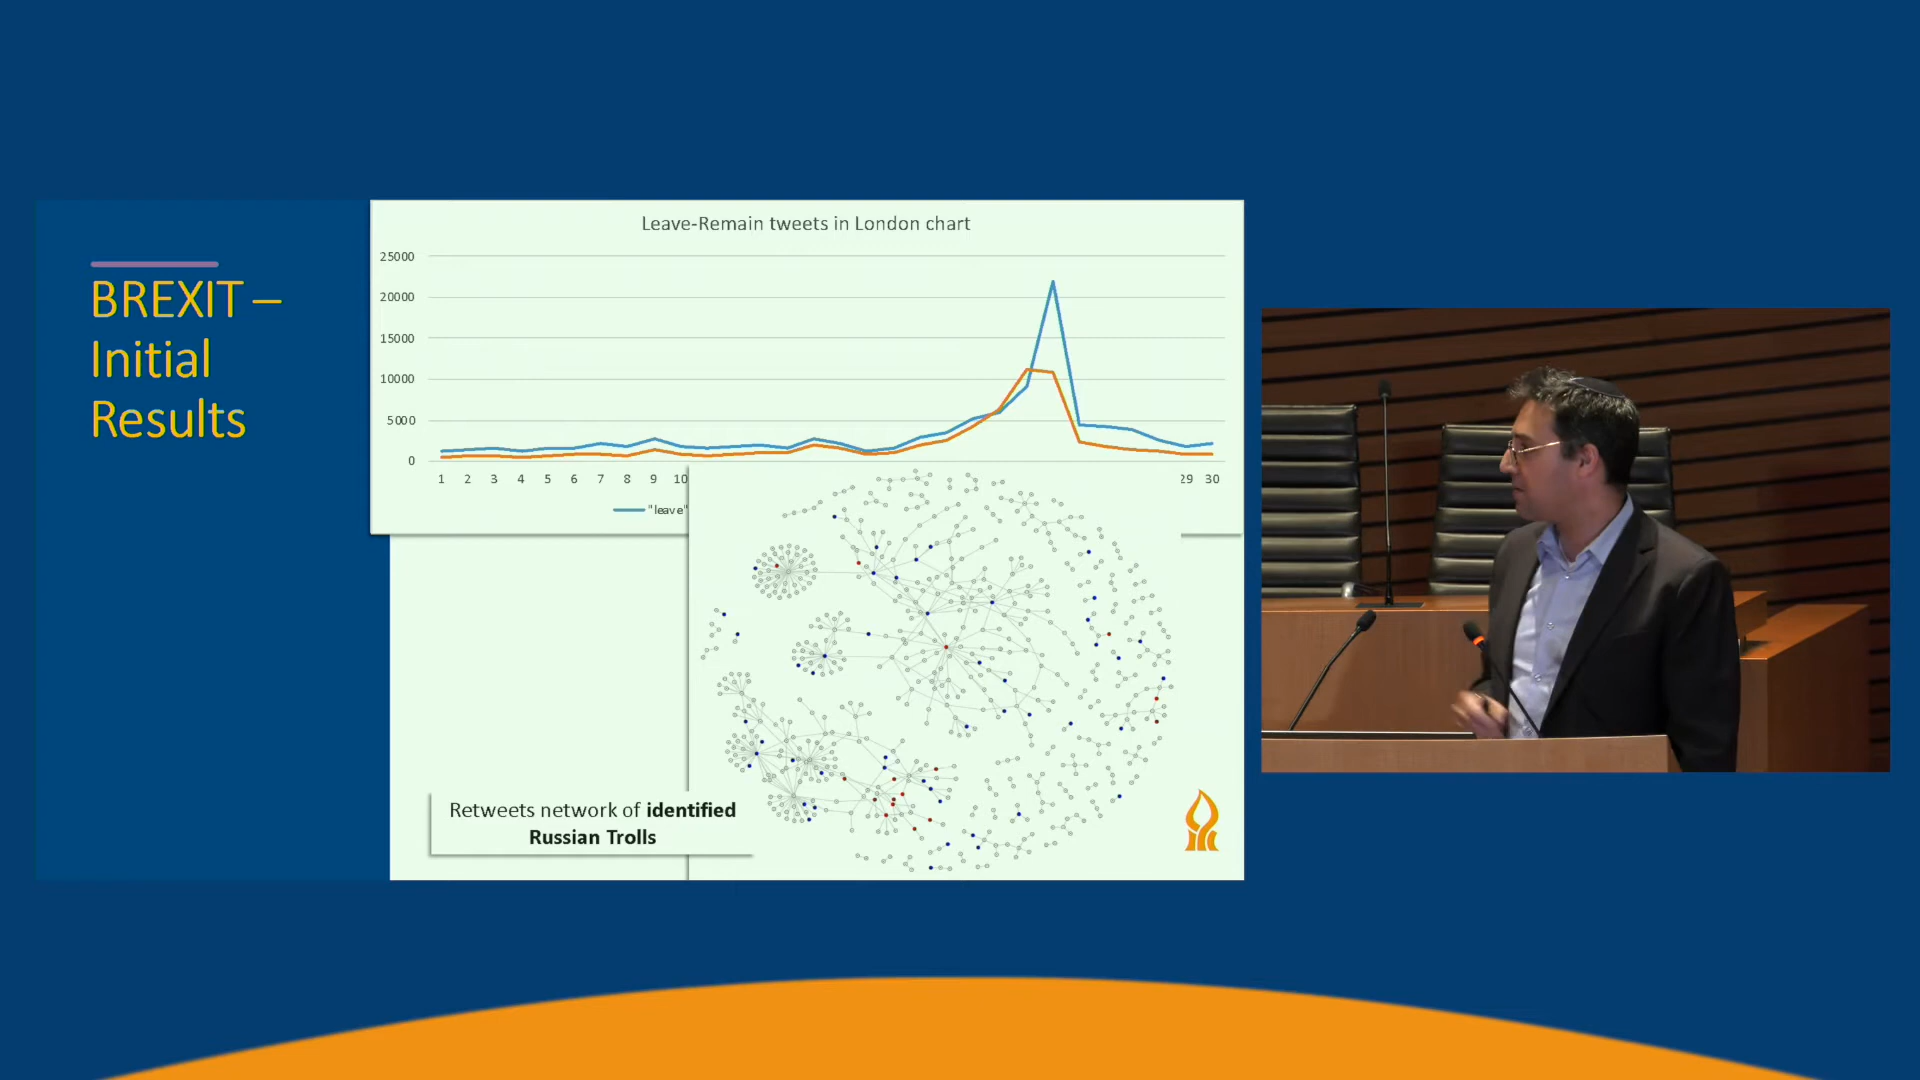 BREXIT –
Initial
Results
Leave-Remain tweets in London chart
25000
20000
15000
10000
5000
0
1 2 3 4 5 6 7 8 9 10 29 30
"leave"
Retweets network of identified
Russian Trolls